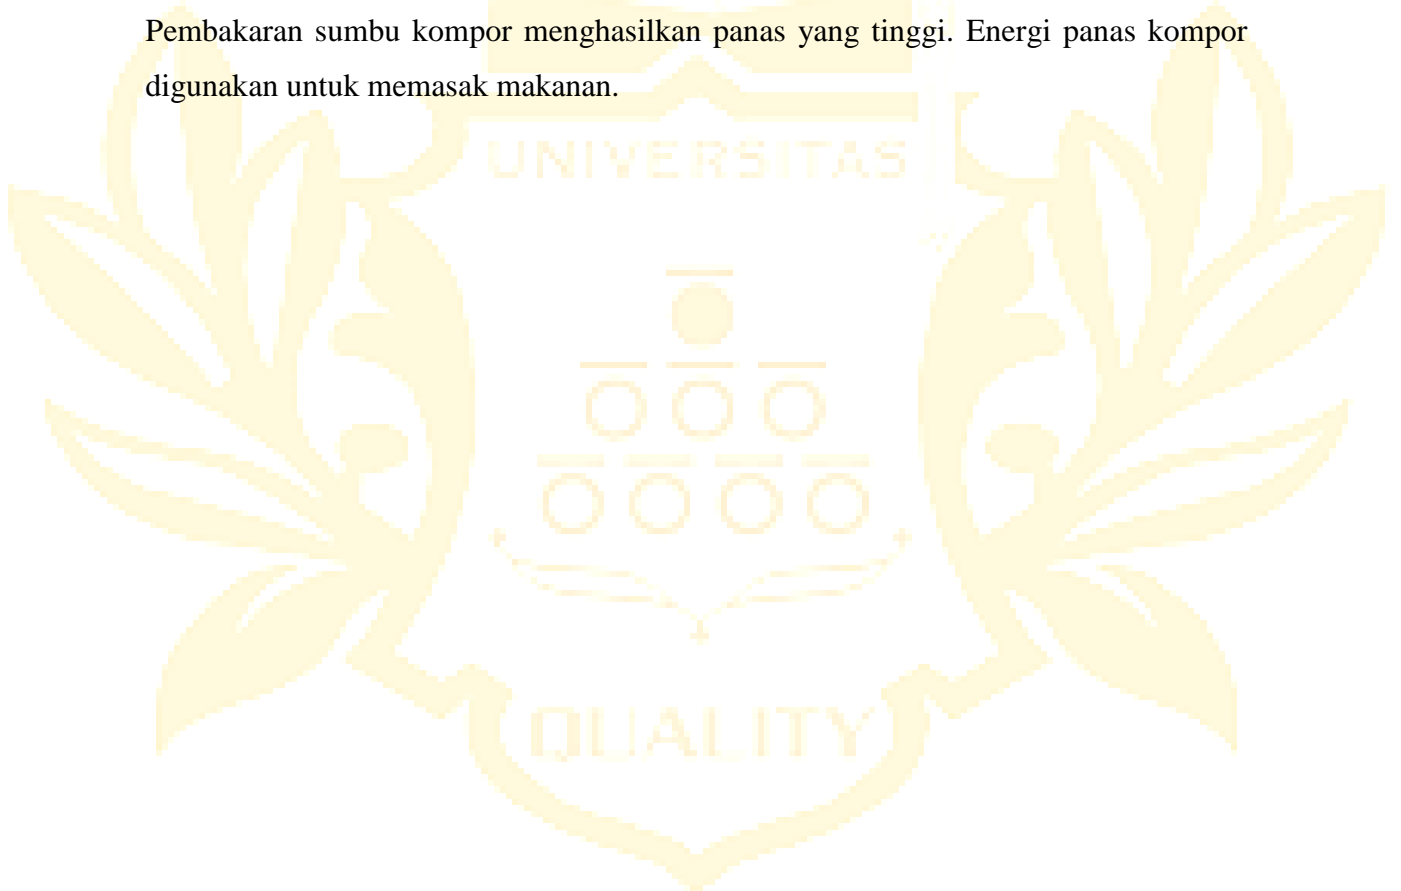 Pembakaran sumbu kompor menghasilkan panas yang tinggi. Energi panas kompor
digunakan untuk memasak makanan.
UNIVERSITAS
QUALITY